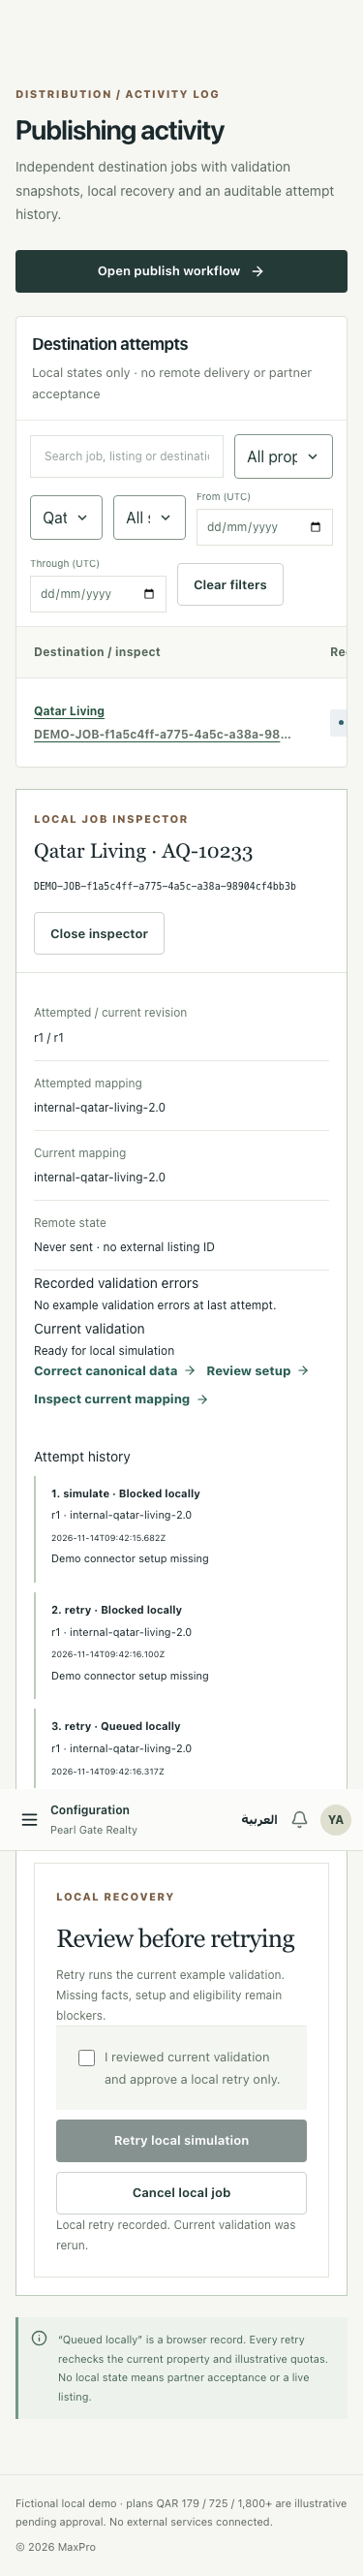 DISTRIBUTION / ACTIVITY LOG
Publishing activity
Independent destination jobs with validation
snapshots, local recovery and an auditable attempt
history.
Open publish workflow
Destination attempts
Local states only · no remote delivery or partner
acceptance
Search job, listing or destinatio
All prop
Qat
All s
From (UTC)
dd/mm/yyyy
Through (UTC)
dd/mm/yyyy
Clear filters
Destination / inspect
Re
Qatar Living
DEMO-JOB-f1a5c4ff-a775-4a5c-a38a-98...
LOCAL JOB INSPECTOR
Qatar Living · AQ-10233
DEMO-JOB-f1a5c4ff-a775-4a5c-a38a-98904cf4bb3b
Close inspector
Attempted / current revision
r1 / r1
Attempted mapping
internal-qatar-living-2.0
Current mapping
internal-qatar-living-2.0
Remote state
Never sent · no external listing ID
Recorded validation errors
No example validation errors at last attempt.
Current validation
Ready for local simulation
Correct canonical data → Review setup →
Inspect current mapping →
Attempt history
1. simulate · Blocked locally
r1 · internal-qatar-living-2.0
2026-11-14T09:42:15.682Z
Demo connector setup missing
2. retry · Blocked locally
r1 · internal-qatar-living-2.0
2026-11-14T09:42:16.100Z
Demo connector setup missing
3. retry · Queued locally
r1 · internal-qatar-living-2.0
2026-11-14T09:42:16.317Z
Configuration
Pearl Gate Realty
العربية
YA
LOCAL RECOVERY
Review before retrying
Retry runs the current example validation.
Missing facts, setup and eligibility remain
blockers.
I reviewed current validation
and approve a local retry only.
Retry local simulation
Cancel local job
Local retry recorded. Current validation was
rerun.
"Queued locally" is a browser record. Every retry
rechecks the current property and illustrative quotas.
No local state means partner acceptance or a live
listing.
Fictional local demo · plans QAR 179 / 725 / 1,800+ are illustrative
pending approval. No external services connected.
© 2026 MaxPro